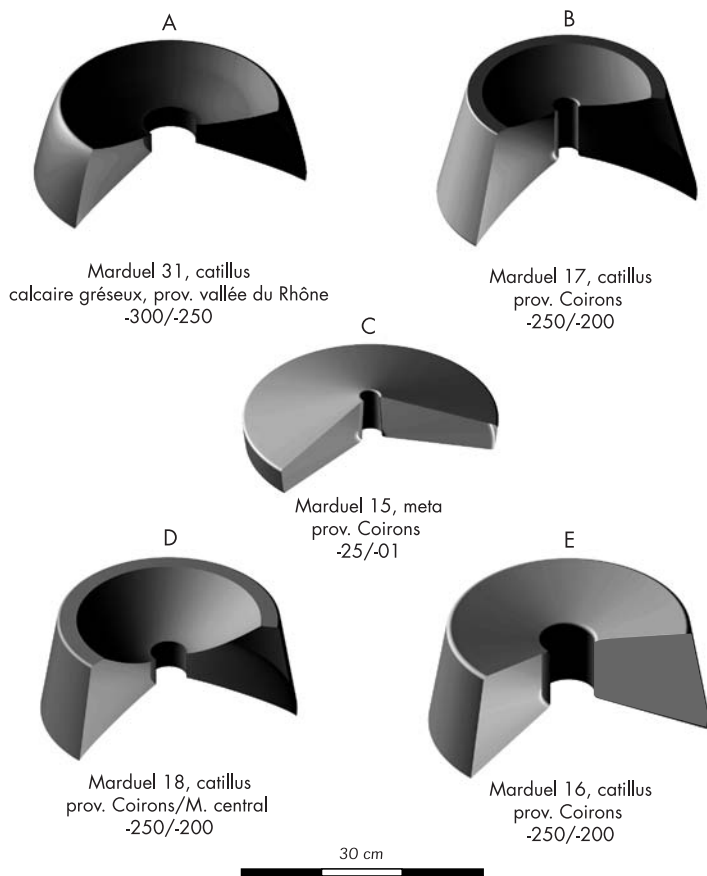 A
Marduel 31, catillus
calcaire gréseux, prov. vallée du Rhône
-300/-250
B
Marduel 17, catillus
prov. Coirons
-250/-200
C
Marduel 15, meta
prov. Coirons
-25/-01
D
Marduel 18, catillus
prov. Coirons/M. central
-250/-200
E
Marduel 16, catillus
prov. Coirons
-250/-200
30 cm